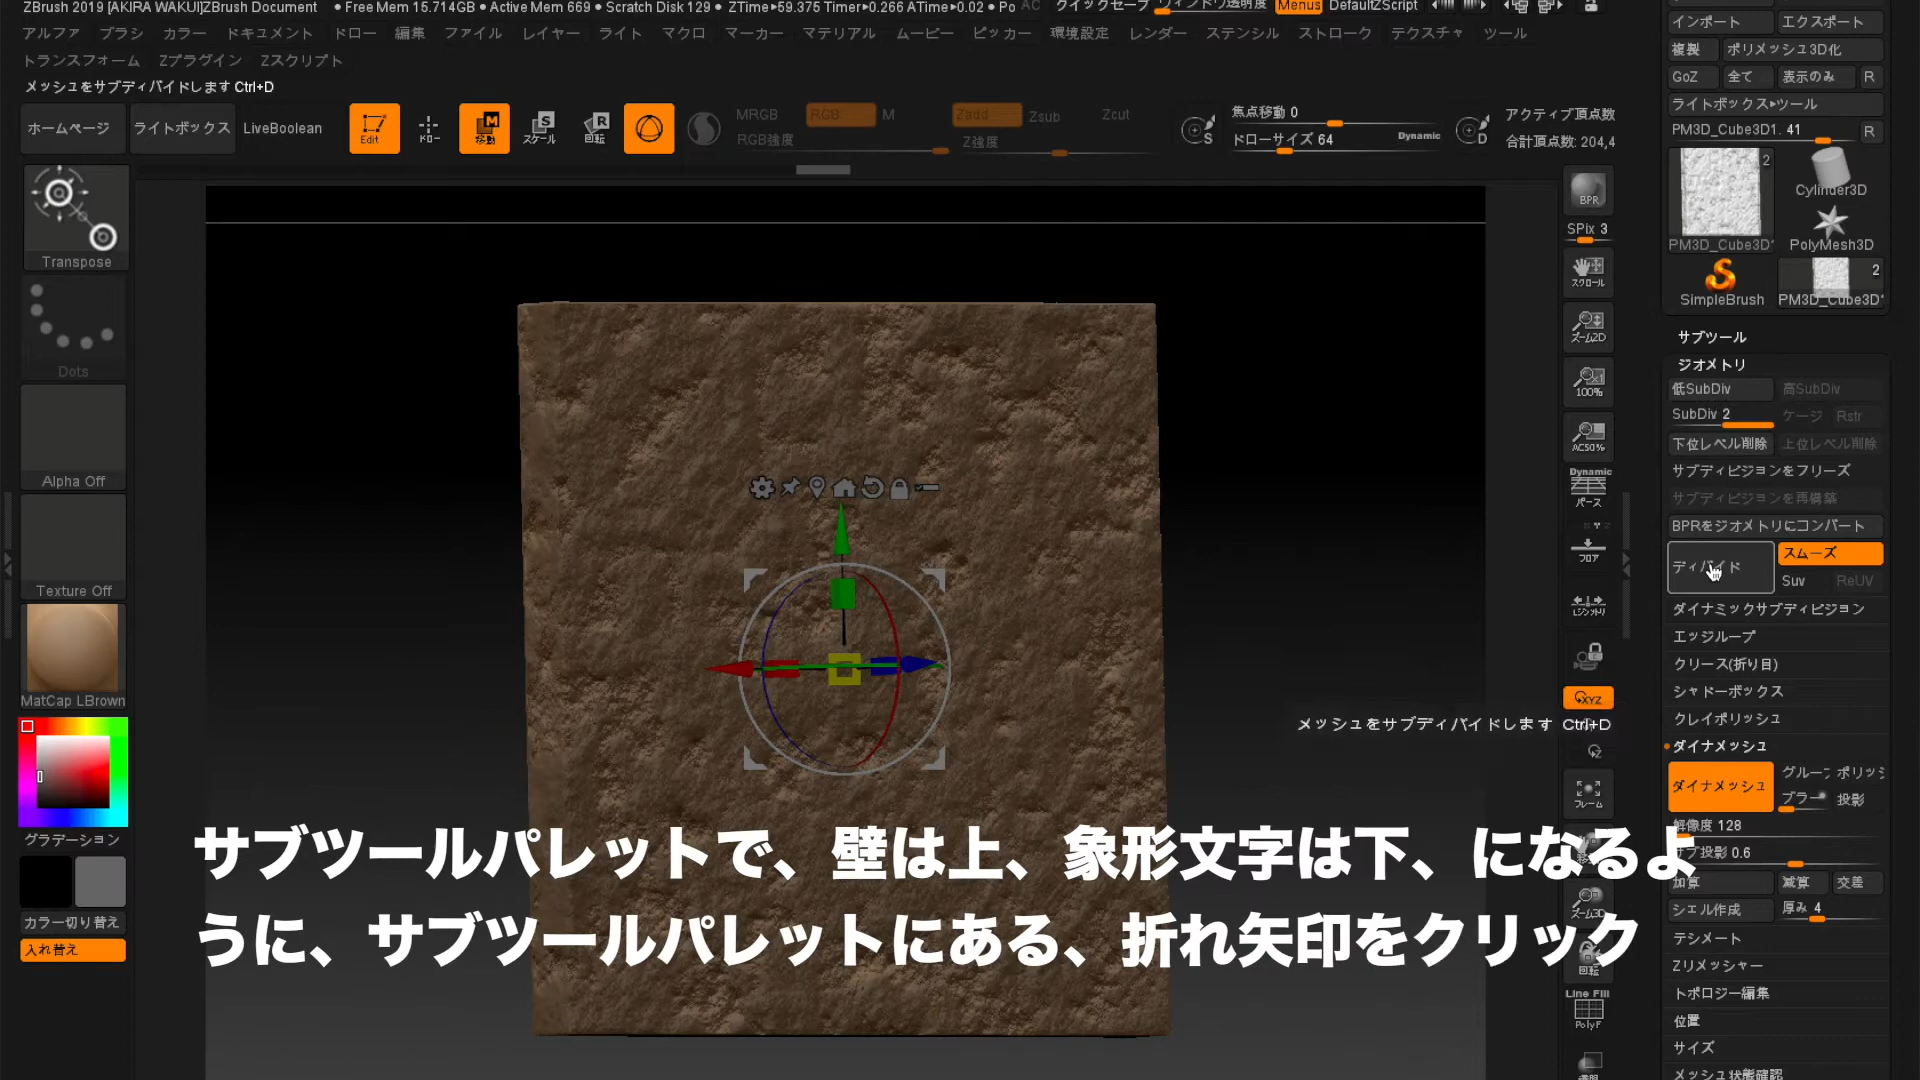 ZBrush 2019 [AKIRA WAKUI]ZBrush Document • Free Mem 15.714GB • Active Mem 669 • Scratch Disk 129 • ZTime▸59.375 Timer▸0.266 ATime▸0.02 • Po AC クイックセーブ ウィンドウ透明度 Menus DefaultZScript
アルファ ブラシ カラー ドキュメント ドロー 編集 ファイル レイヤー ライト マクロ マーカー マテリアル ムービー ピッカー 環境設定 レンダー ステンシル ストローク テクスチャ ツール
トランスフォーム Zプラグイン Zスクリプト
メッシュをサブディバイドします Ctrl+D
ホームページ ライトボックス LiveBoolean Edit ドロー 移動 スケール 回転
MRGB RGB M Zadd Zsub Zcut
RGB強度 Z強度
焦点移動 0
ドローサイズ 64 Dynamic
アクティブ頂点数
合計頂点数: 204,4
Transpose
Dots
Alpha Off
Texture Off
MatCap LBrown
グラデーション
カラー切り替え
入れ替え
BPR
SPix 3
スクロール
ズーム2D
100%
AC50%
Dynamic
パース
フロア
XYZ
フレーム
ズーム3D
回転
Line Fill
PolyF
インポート エクスポート
複製 ポリメッシュ3D化
GoZ 全て 表示のみ R
ライトボックス▸ツール
PM3D_Cube3D1. 41 R
2
Cylinder3D
PM3D_Cube3D1 PolyMesh3D
2
SimpleBrush PM3D_Cube3D1
サブツール
ジオメトリ
低SubDiv 高SubDiv
SubDiv 2 ケージ Rstr
下位レベル削除 上位レベル削除
サブディビジョンをフリーズ
サブディビジョンを再構築
BPRをジオメトリにコンバート
ディバイド スムーズ
Suv ReUV
ダイナミックサブディビジョン
エッジループ
クリース(折り目)
シャドーボックス
クレイポリッシュ
メッシュをサブディバイドします Ctrl+D
ダイナメッシュ
ダイナメッシュ グループ ポリッシ
ブラー 投影
解像度 128
サブ投影 0.6
加算 減算 交差
シェル作成 厚み 4
デシメート
Zリメッシャー
トポロジー編集
位置
サイズ
メッシュ状態確認
サブツールパレットで、壁は上、象形文字は下、になるよ
うに、サブツールパレットにある、折れ矢印をクリック